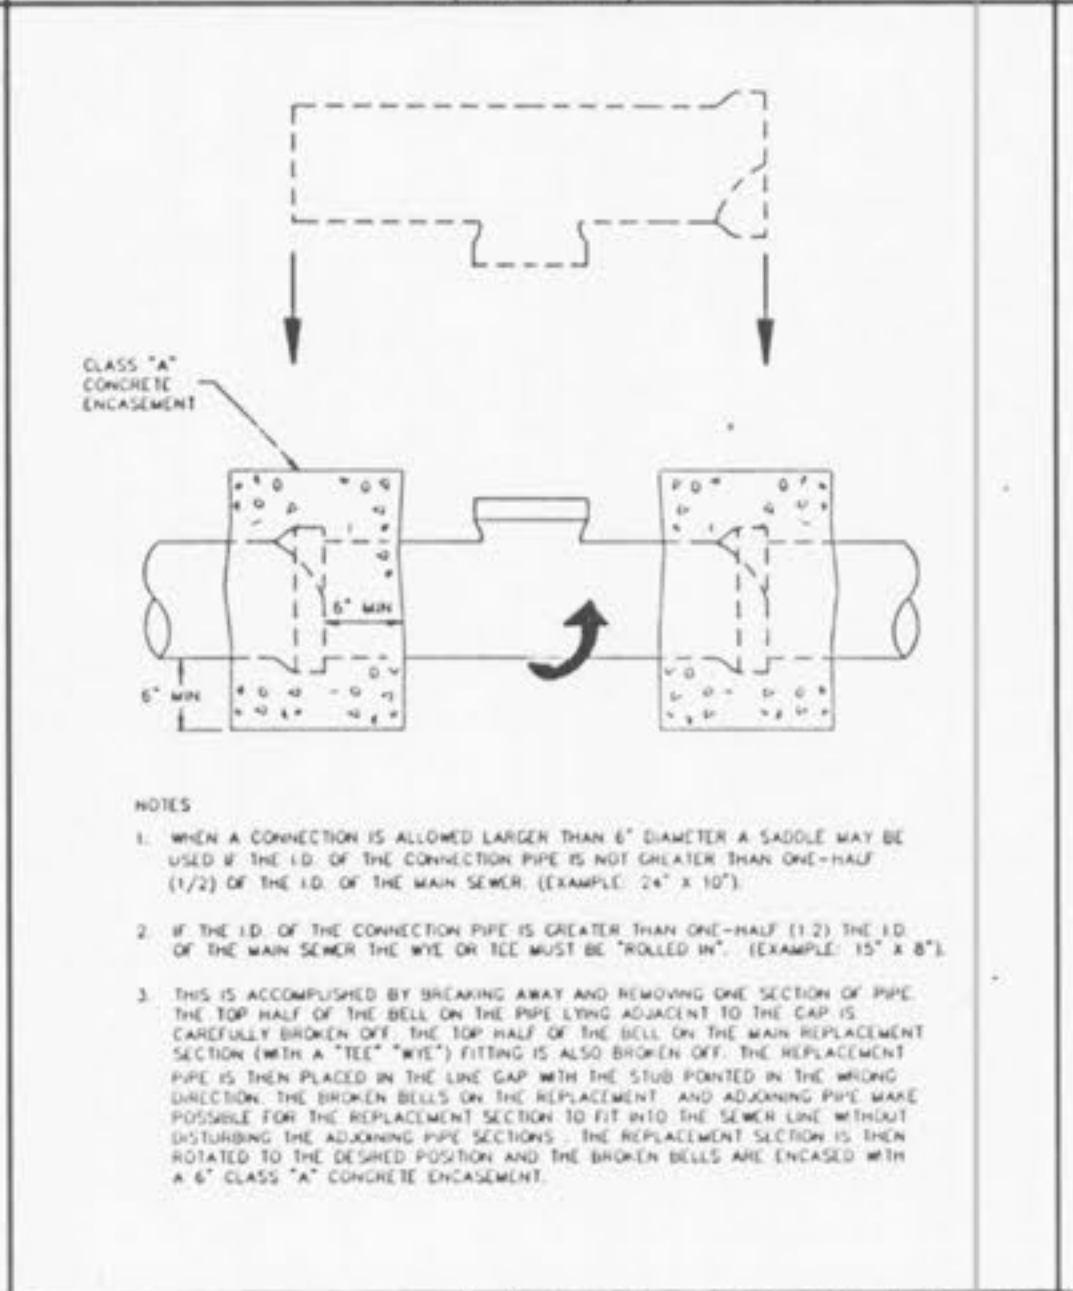 CLASS "A"
CONCRETE
ENCASEMENT
6" MIN
6" MIN
NOTES
1. WHEN A CONNECTION IS ALLOWED LARGER THAN 6" DIAMETER A SADDLE MAY BE
USED IF THE I.D. OF THE CONNECTION PIPE IS NOT GREATER THAN ONE-HALF
(1/2) OF THE I.D. OF THE MAIN SEWER. (EXAMPLE: 24" X 10").
2 IF THE I.D. OF THE CONNECTION PIPE IS GREATER THAN ONE-HALF (1 2) THE I.D.
OF THE MAIN SEWER THE WYE OR TEE MUST BE "ROLLED IN". (EXAMPLE: 15" X 8").
3. THIS IS ACCOMPLISHED BY BREAKING AWAY AND REMOVING ONE SECTION OF PIPE.
THE TOP HALF OF THE BELL ON THE PIPE LYING ADJACENT TO THE GAP IS
CAREFULLY BROKEN OFF. THE TOP HALF OF THE BELL ON THE MAIN REPLACEMENT
SECTION (WITH A "TEE" "WYE") FITTING IS ALSO BROKEN OFF. THE REPLACEMENT
PIPE IS THEN PLACED IN THE LINE GAP WITH THE STUB POINTED IN THE WRONG
DIRECTION. THE BROKEN BELLS ON THE REPLACEMENT AND ADJOINING PIPE MAKE
POSSIBLE FOR THE REPLACEMENT SECTION TO FIT INTO THE SEWER LINE WITHOUT
DISTURBING THE ADJOINING PIPE SECTIONS . THE REPLACEMENT SECTION IS THEN
ROTATED TO THE DESIRED POSITION AND THE BROKEN BELLS ARE ENCASED WITH
A 6" CLASS "A" CONCRETE ENCASEMENT.